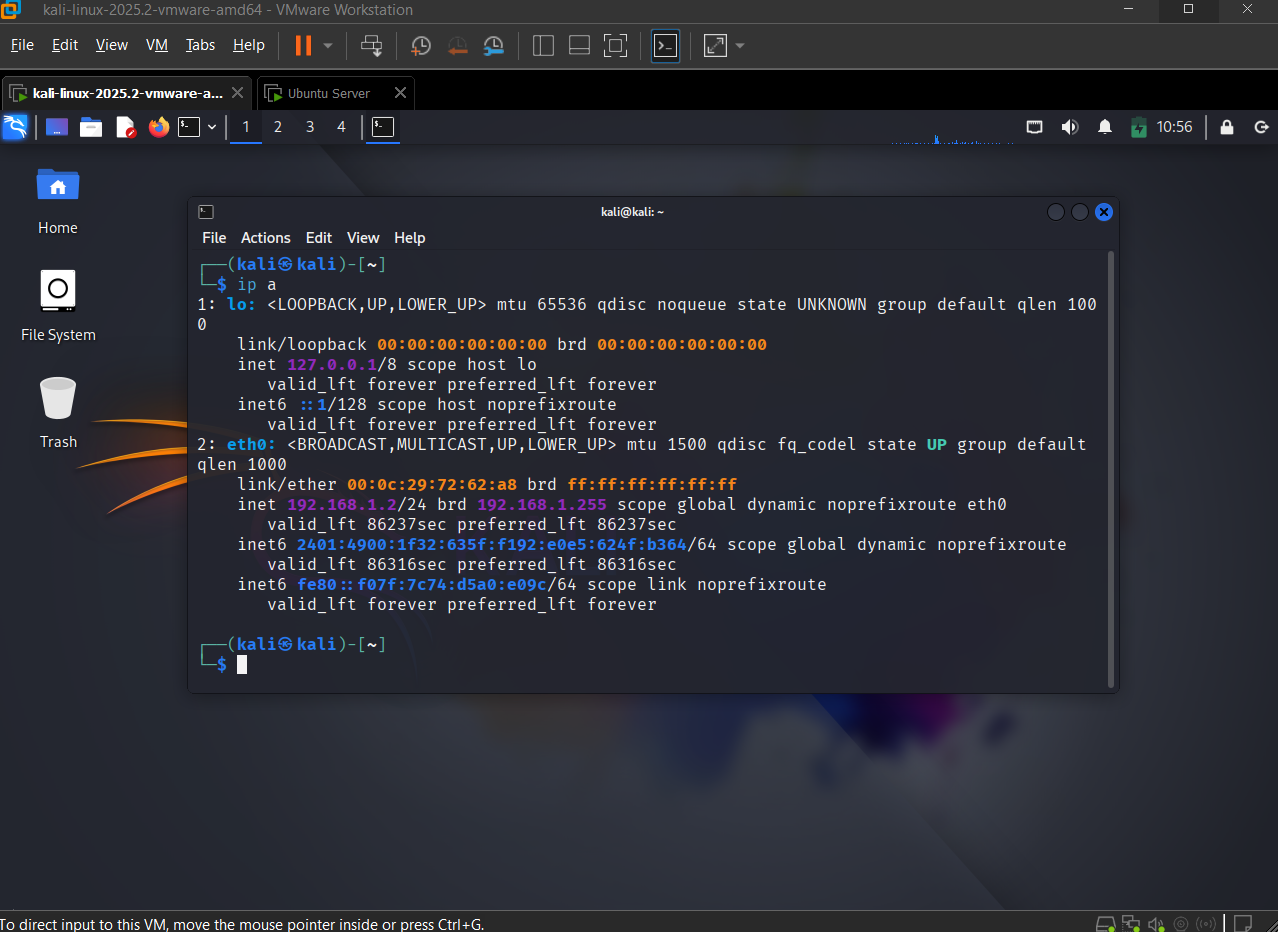 kali-linux-2025.2-vmware-amd64 - VMware Workstation
File Edit View VM Tabs Help
kali-linux-2025.2-vmware-a...
Ubuntu Server
1 2 3 4
10:56
Home
File System
Trash
kali@kali: ~
File Actions Edit View Help
┌──(kali㉿kali)-[~]
└─$ ip a
1: lo: <LOOPBACK,UP,LOWER_UP> mtu 65536 qdisc noqueue state UNKNOWN group default qlen 100
0
link/loopback 00:00:00:00:00:00 brd 00:00:00:00:00:00
inet 127.0.0.1/8 scope host lo
valid_lft forever preferred_lft forever
inet6 ::1/128 scope host noprefixroute
valid_lft forever preferred_lft forever
2: eth0: <BROADCAST,MULTICAST,UP,LOWER_UP> mtu 1500 qdisc fq_codel state UP group default
qlen 1000
link/ether 00:0c:29:72:62:a8 brd ff:ff:ff:ff:ff:ff
inet 192.168.1.2/24 brd 192.168.1.255 scope global dynamic noprefixroute eth0
valid_lft 86237sec preferred_lft 86237sec
inet6 2401:4900:1f32:635f:f192:e0e5:624f:b364/64 scope global dynamic noprefixroute
valid_lft 86316sec preferred_lft 86316sec
inet6 fe80::f07f:7c74:d5a0:e09c/64 scope link noprefixroute
valid_lft forever preferred_lft forever
┌──(kali㉿kali)-[~]
└─$
To direct input to this VM, move the mouse pointer inside or press Ctrl+G.